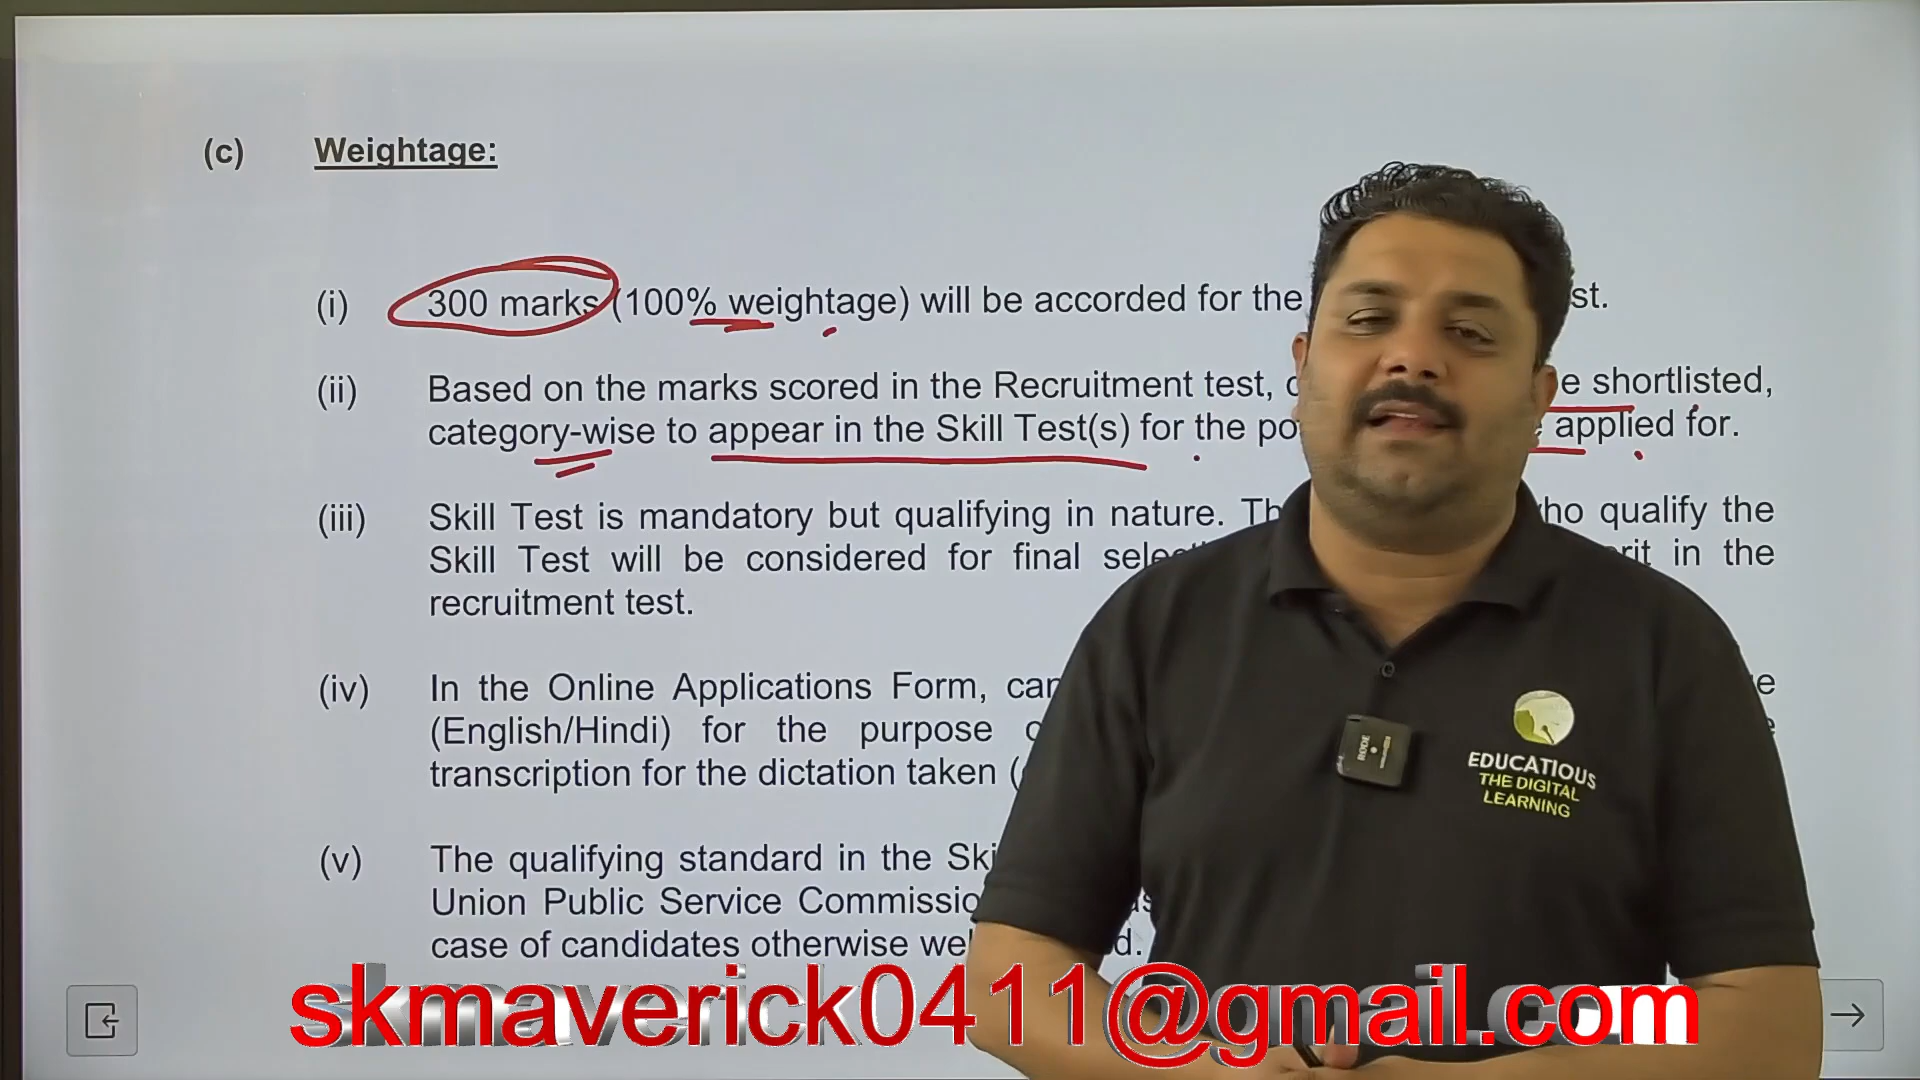 (c) Weightage:
(i) 300 marks (100% weightage) will be accorded for the st.
(ii) Based on the marks scored in the Recruitment test, e shortlisted,
category-wise to appear in the Skill Test(s) for the po applied for.
(iii) Skill Test is mandatory but qualifying in nature. Th ho qualify the
Skill Test will be considered for final sele rit in the
recruitment test.
(iv) In the Online Applications Form, can e
(English/Hindi) for the purpose
transcription for the dictation taken (
(v) The qualifying standard in the Ski
Union Public Service Commissio
case of candidates otherwise wel d.
RODE
EDUCATIOUS
THE DIGITAL
LEARNING
skmaverick0411@gmail.com